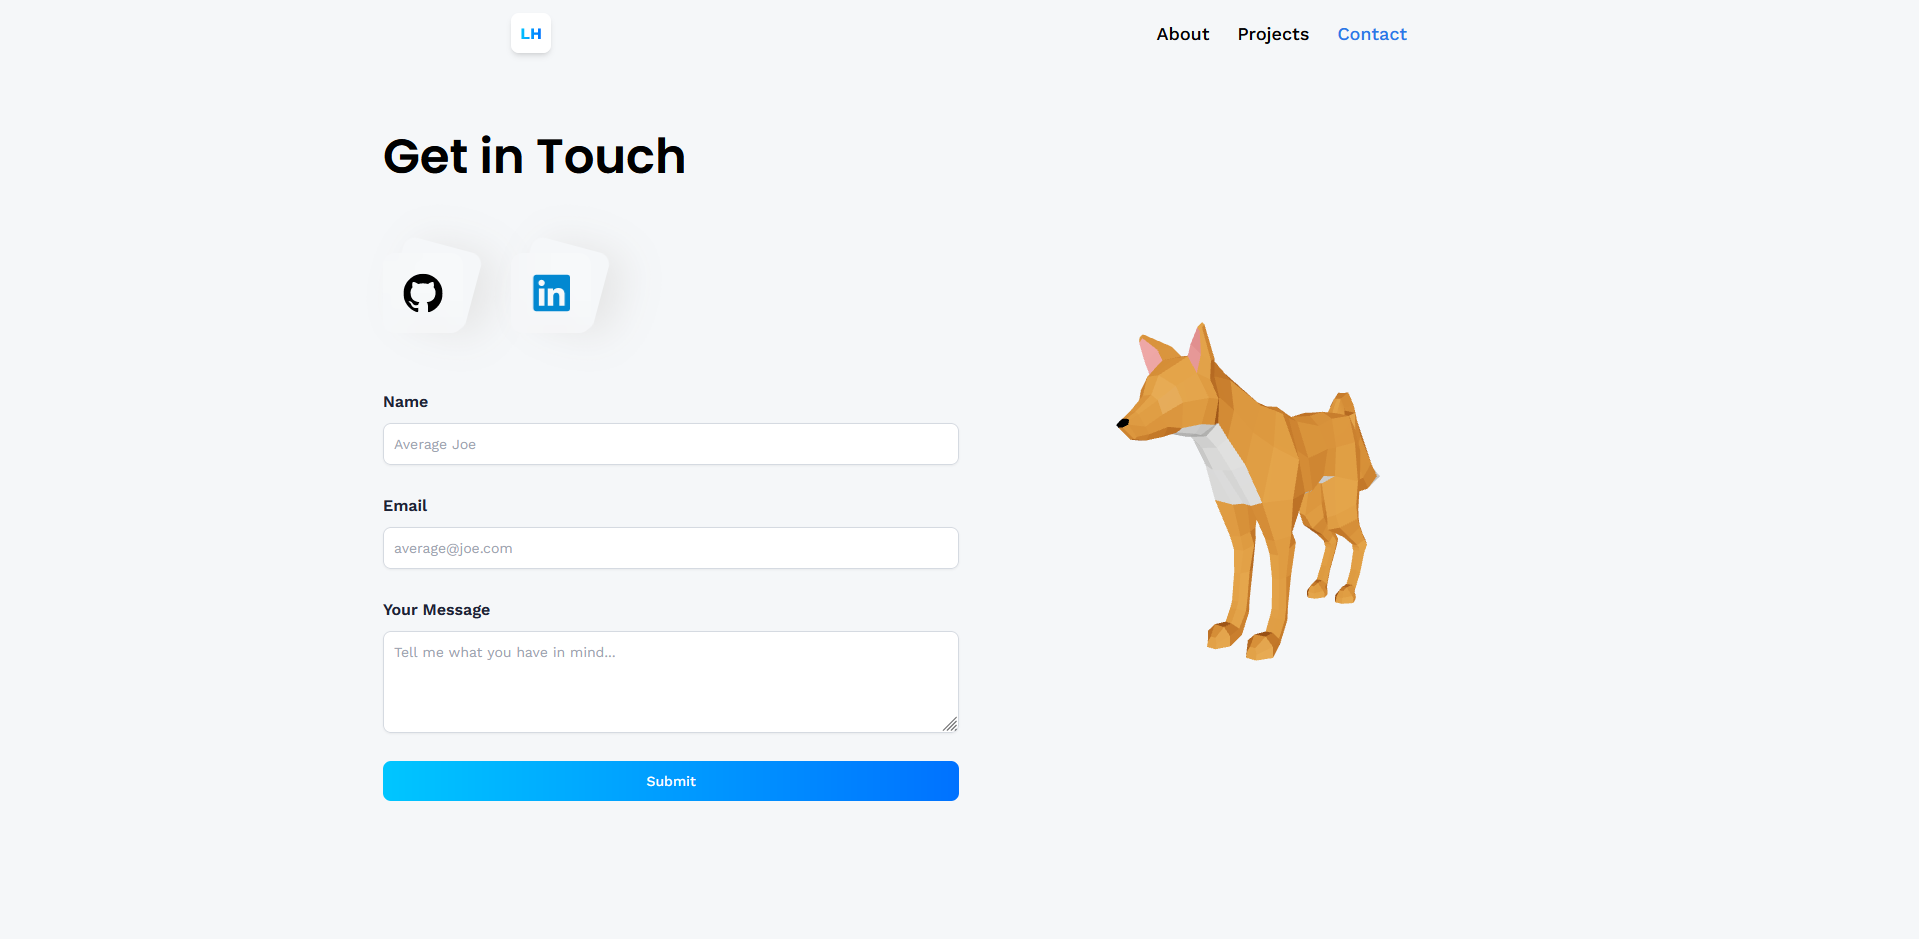 LH
About Projects Contact
Get in Touch
in
Name
Average Joe
Email
average@joe.com
Your Message
Tell me what you have in mind...
Submit